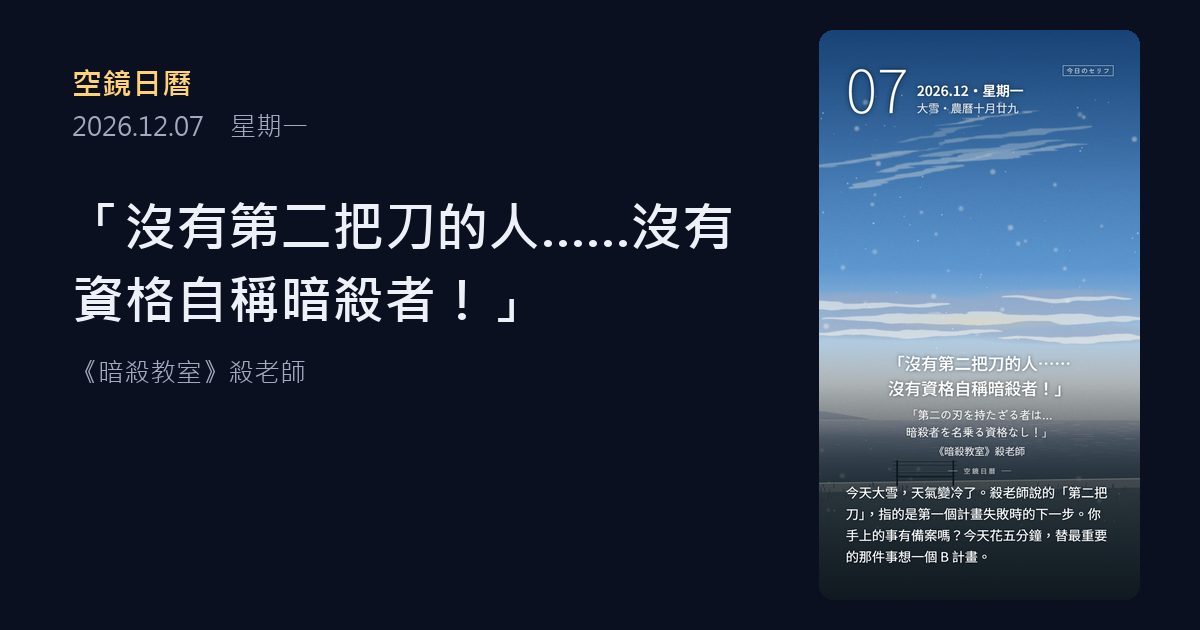 空鏡日曆
2026.12.07 星期一
「沒有第二把刀的人……沒有
資格自稱暗殺者！」
《暗殺教室》殺老師
07
2026.12・星期一
大雪・農曆十月廿九
今日のセリフ
「沒有第二把刀的人……
沒有資格自稱暗殺者！」
「第二の刃を持たざる者は…
暗殺者を名乗る資格なし！」
《暗殺教室》殺老師
— 空鏡日曆 —
今天大雪，天氣變冷了。殺老師說的「第二把
刀」，指的是第一個計畫失敗時的下一步。你
手上的事有備案嗎？今天花五分鐘，替最重要
的那件事想一個 B 計畫。